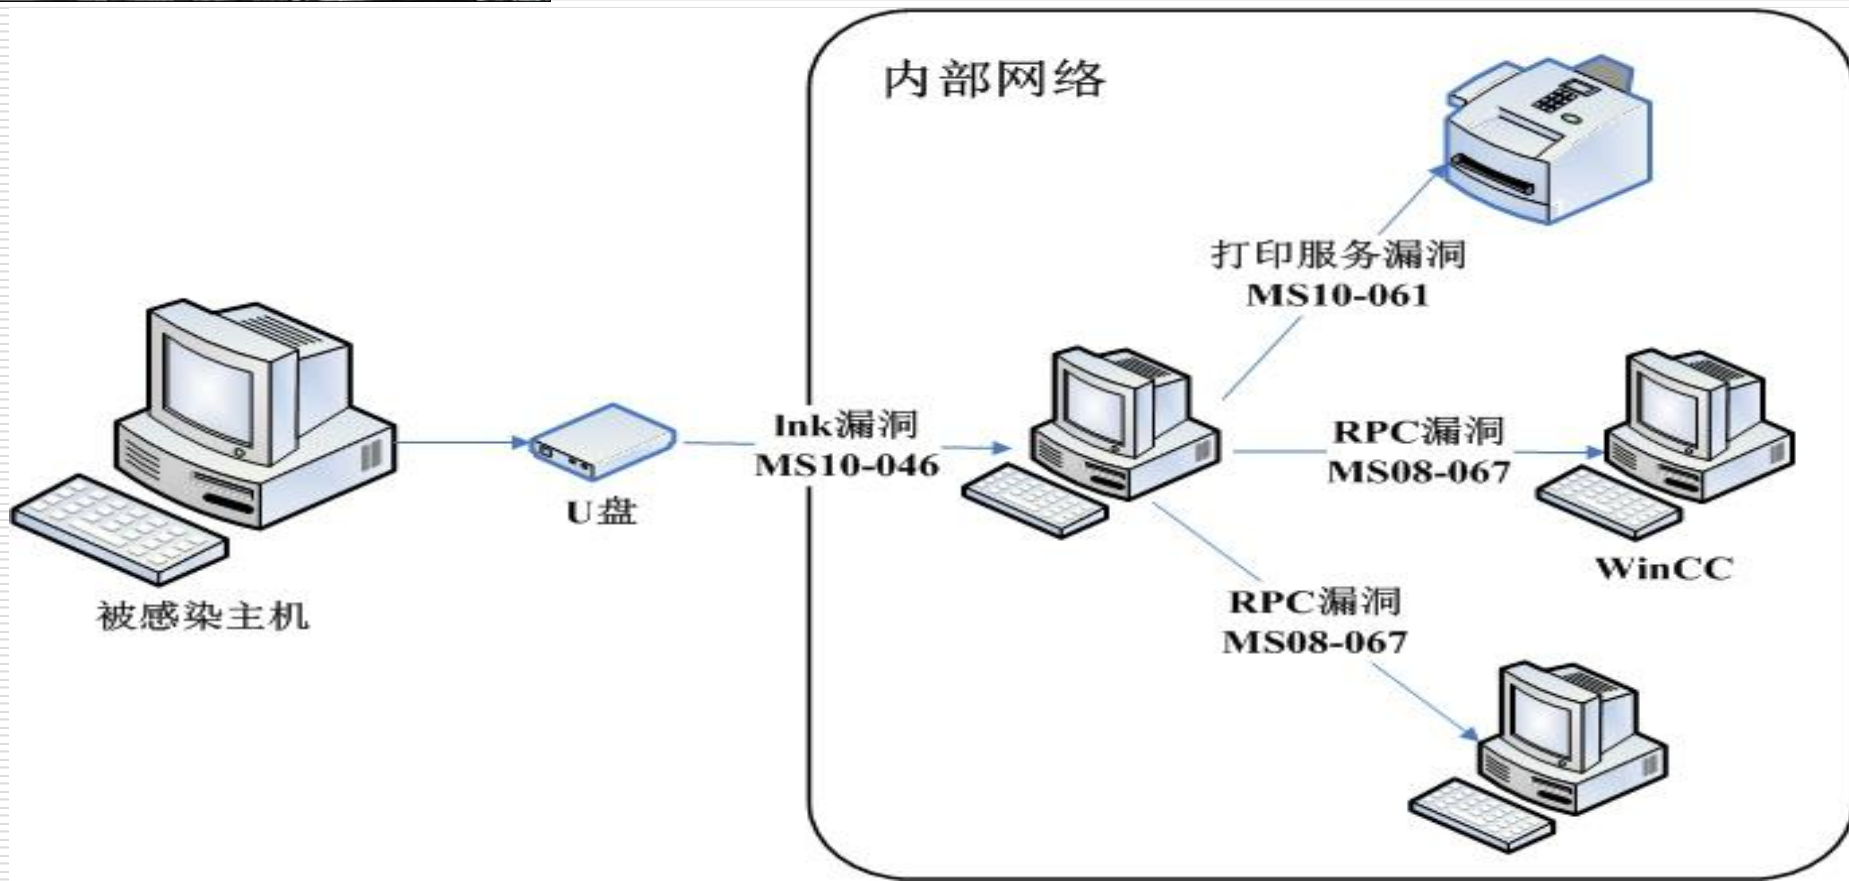 内部网络
打印服务漏洞
MS10-061
lnk漏洞
MS10-046
RPC漏洞
MS08-067
U盘
WinCC
被感染主机
RPC漏洞
MS08-067